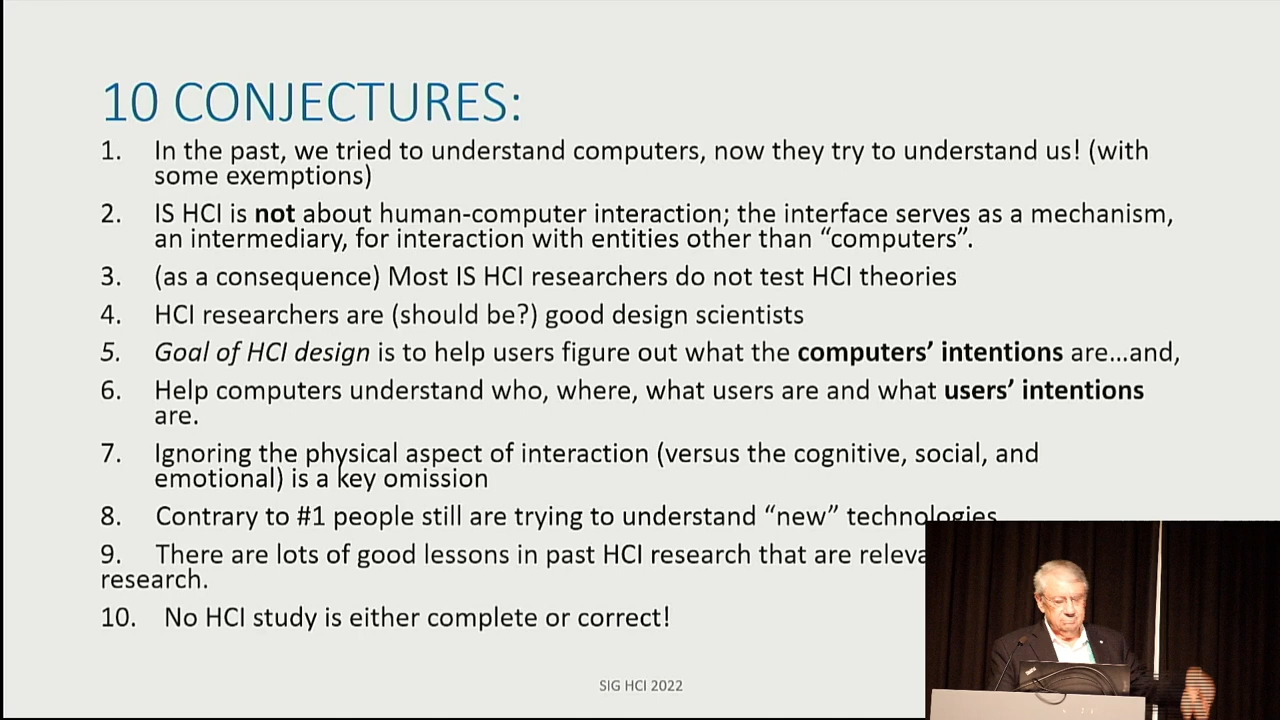 10 CONJECTURES:
1. In the past, we tried to understand computers, now they try to understand us! (with
some exemptions)
2. IS HCI is not about human-computer interaction; the interface serves as a mechanism,
an intermediary, for interaction with entities other than “computers”.
3. (as a consequence) Most IS HCI researchers do not test HCI theories
4. HCI researchers are (should be?) good design scientists
5. Goal of HCI design is to help users figure out what the computers’ intentions are…and,
6. Help computers understand who, where, what users are and what users’ intentions
are.
7. Ignoring the physical aspect of interaction (versus the cognitive, social, and
emotional) is a key omission
8. Contrary to #1 people still are trying to understand “new” technologies
9. There are lots of good lessons in past HCI research that are
research.
10. No HCI study is either complete or correct!
SIG HCI 2022